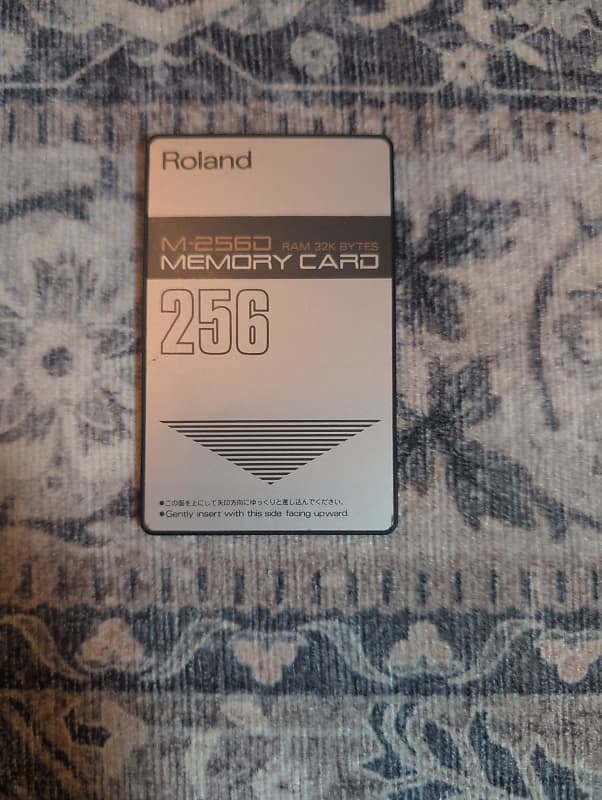 Roland
M-256D RAM 32K BYTES
MEMORY CARD
256
●この面を上にして矢印方向にゆっくりと差し込んでください。
●Gently insert with this side facing upward.